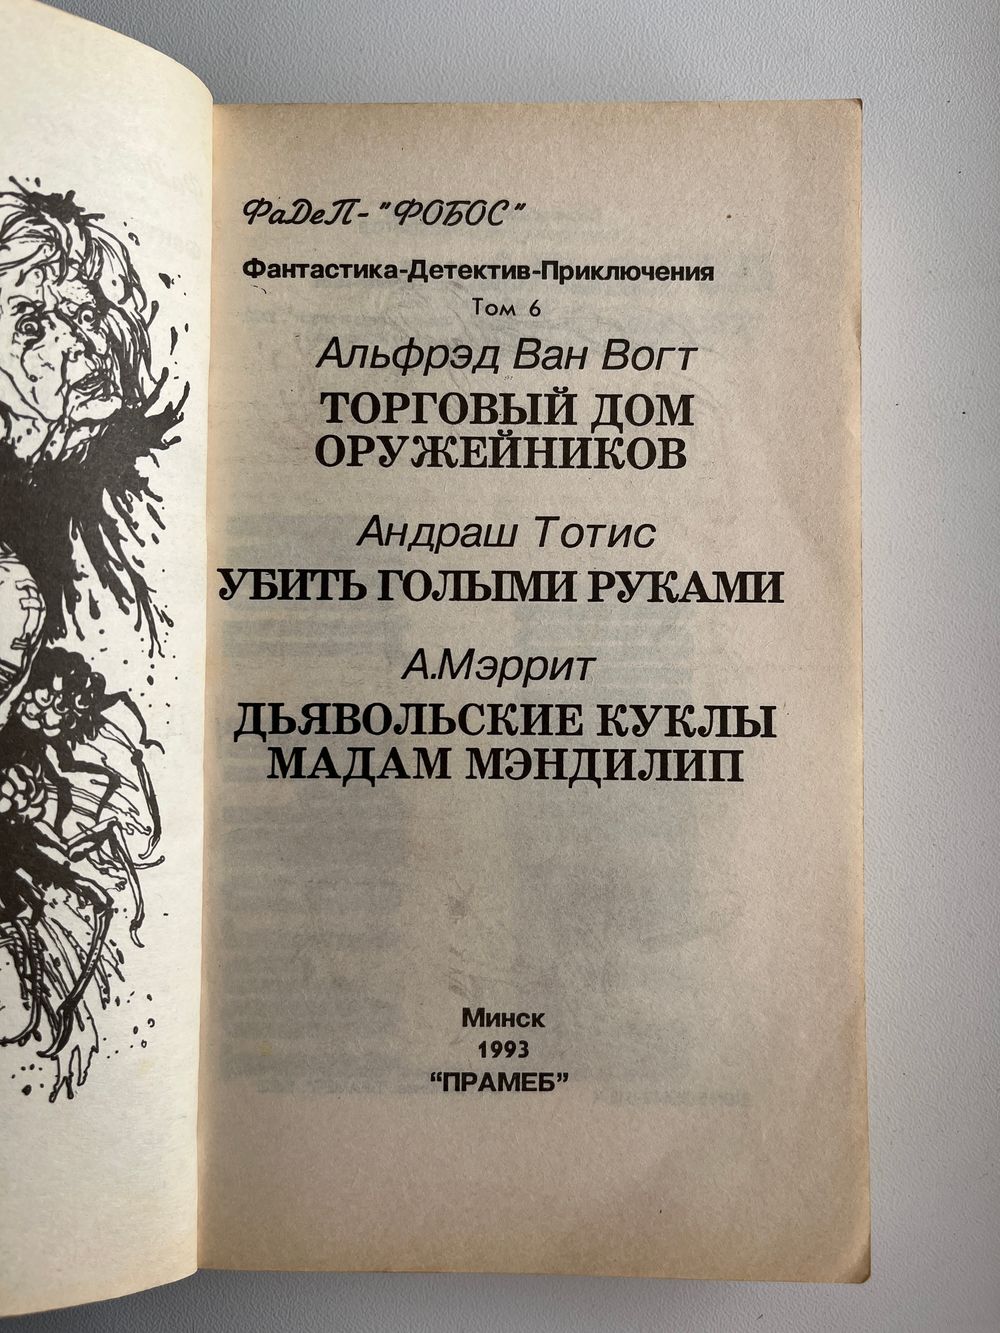 ФаДеП-"ФОБОС"
Фантастика-Детектив-Приключения
Том 6
Альфрэд Ван Вогт
ТОРГОВЫЙ ДОМ
ОРУЖЕЙНИКОВ
Андраш Тотис
УБИТЬ ГОЛЫМИ РУКАМИ
А.Мэррит
ДЬЯВОЛЬСКИЕ КУКЛЫ
МАДАМ МЭНДИЛИП
Минск
1993
“ПРАМЕБ”